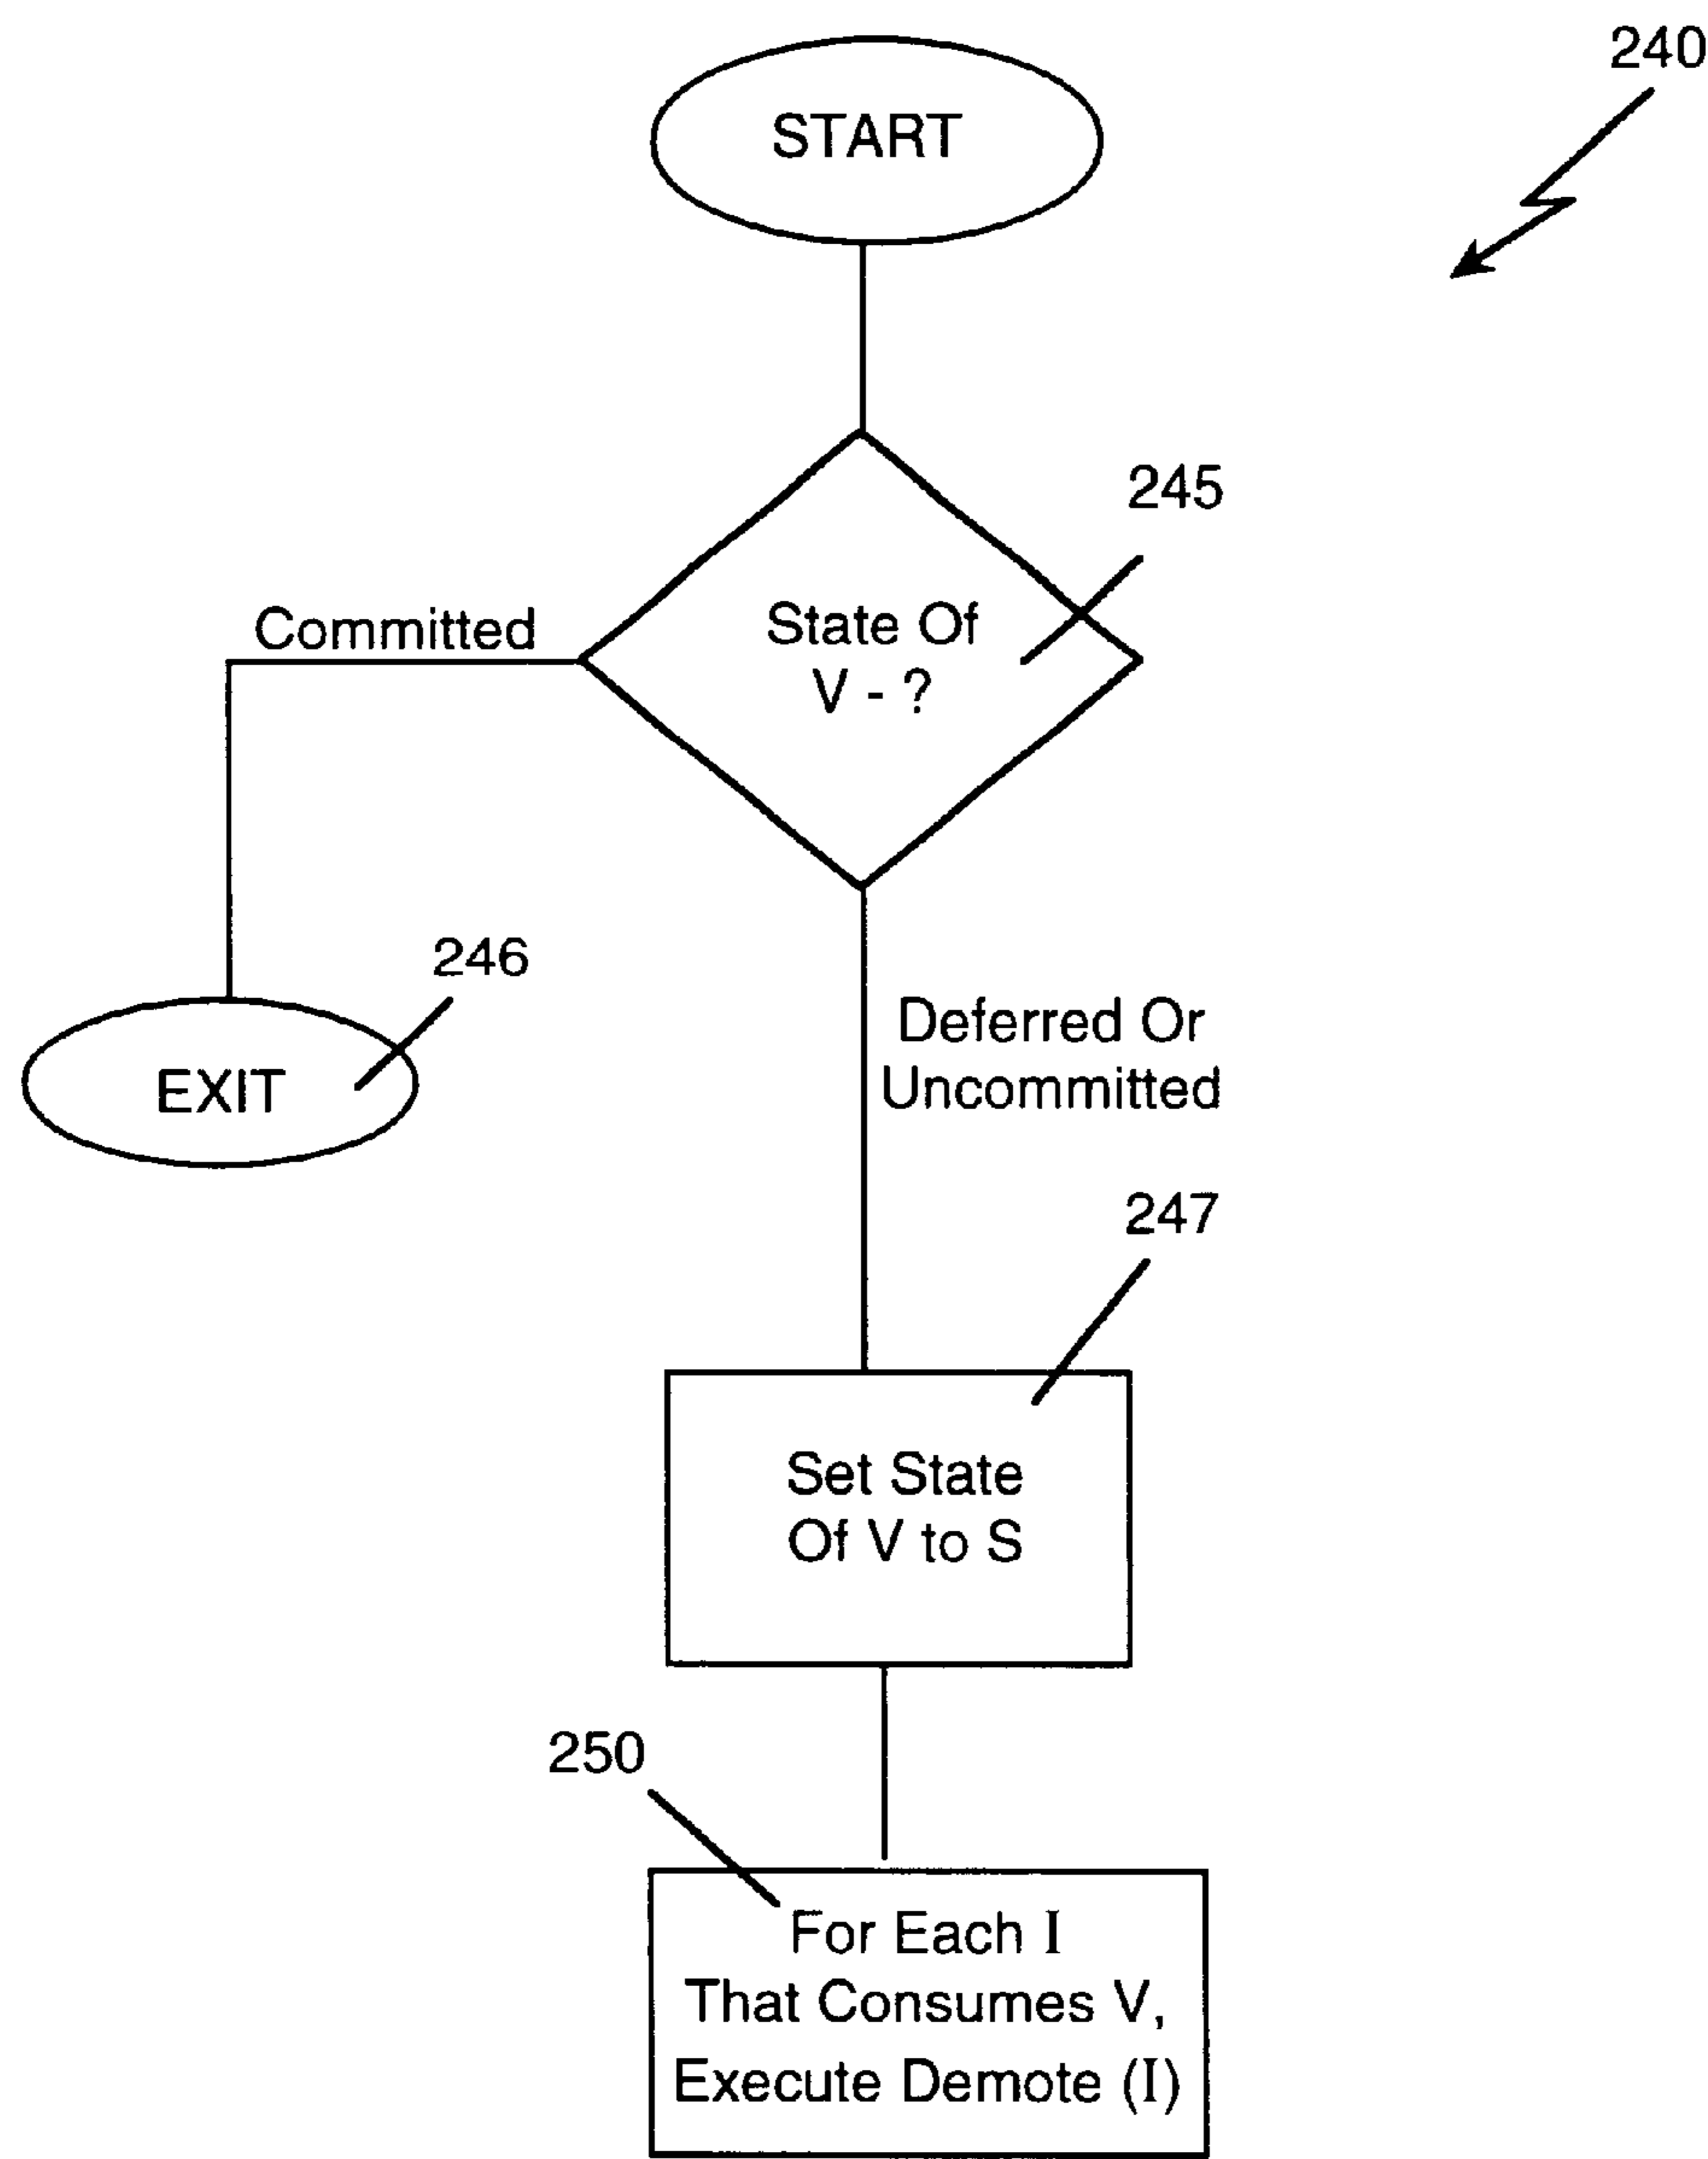 240
START
245
State Of
V - ?
Committed
246
EXIT
Deferred Or
Uncommitted
247
Set State
Of V to S
250
For Each I
That Consumes V,
Execute Demote (I)